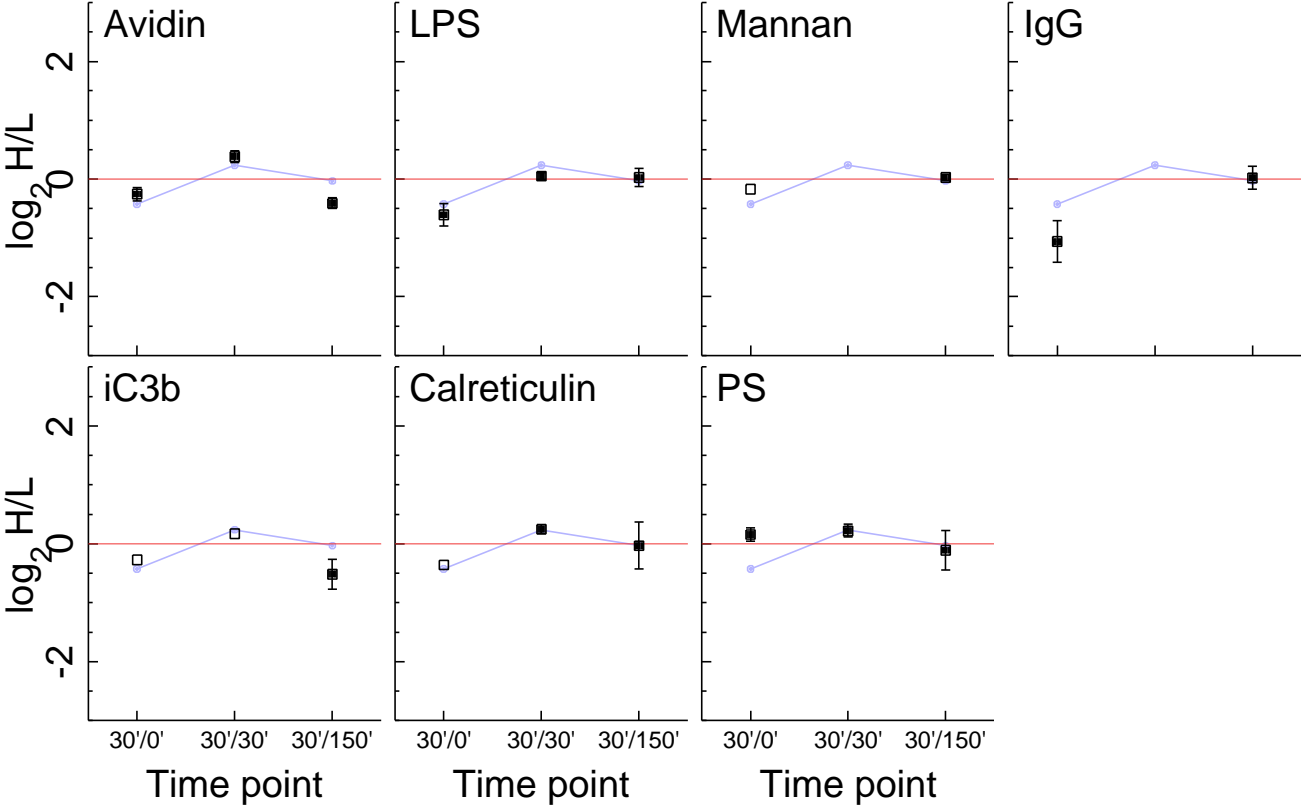 Avidin
LPS
Mannan
IgG
2
0
-2
log2 H/L
iC3b
Calreticulin
PS
2
0
-2
log2 H/L
30'/0'
30'/30'
30'/150'
30'/0'
30'/30'
30'/150'
30'/0'
30'/30'
30'/150'
Time point
Time point
Time point